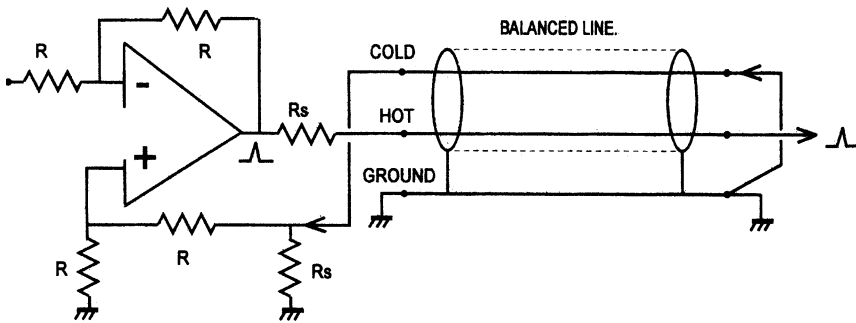 BALANCED LINE.
R
R
COLD
-
Rs
HOT
+
GROUND
R
R
Rs